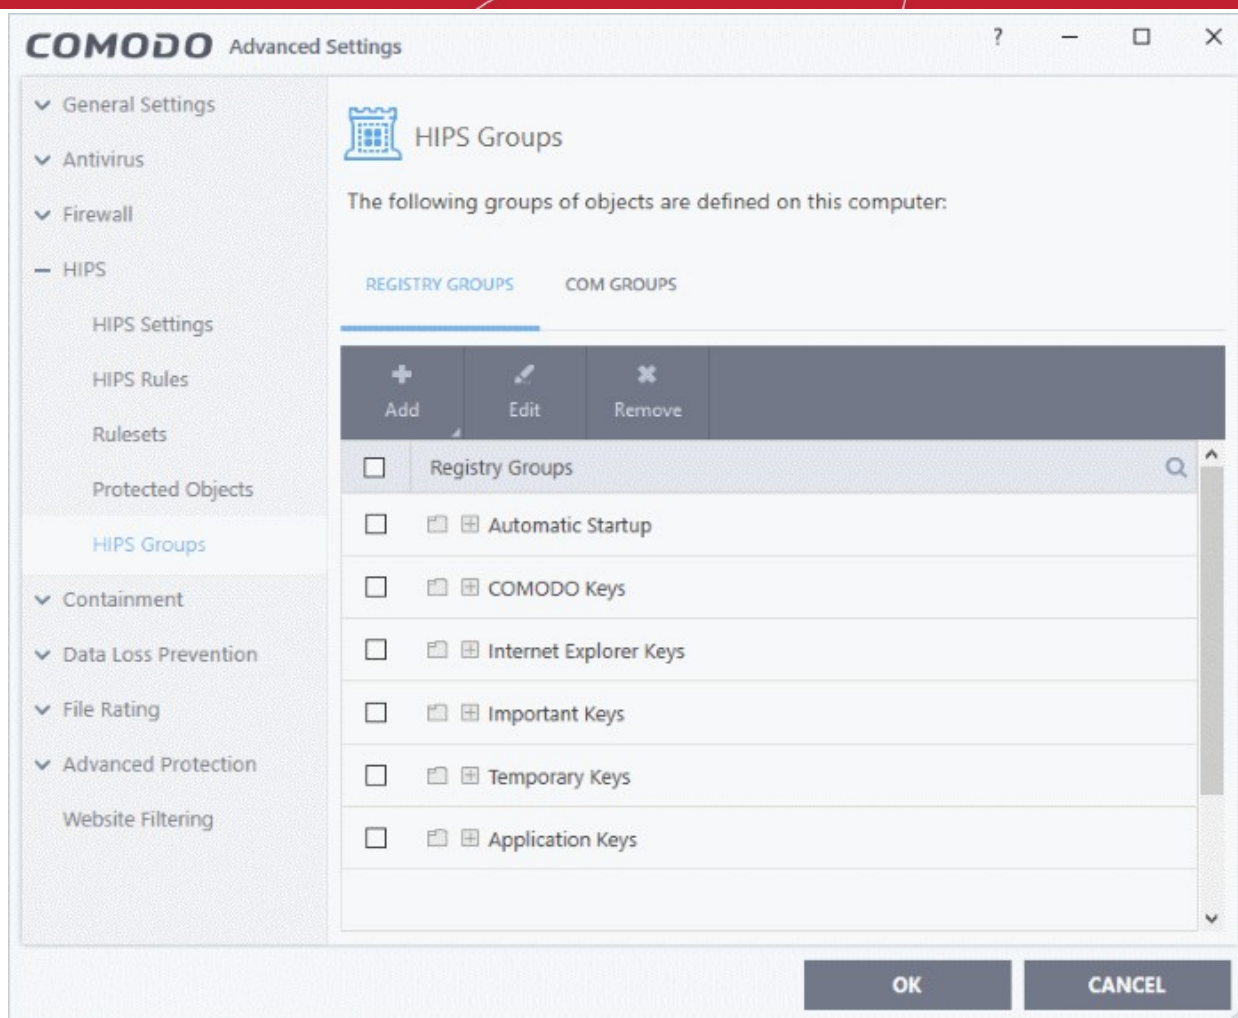 COMODO Advanced Settings ?
General Settings
Antivirus
Firewall
HIPS
HIPS Settings
HIPS Rules
Rulesets
Protected Objects
HIPS Groups
Containment
Data Loss Prevention
File Rating
Advanced Protection
Website Filtering
HIPS Groups
The following groups of objects are defined on this computer:
REGISTRY GROUPS COM GROUPS
Add Edit Remove
Registry Groups
Automatic Startup
COMODO Keys
Internet Explorer Keys
Important Keys
Temporary Keys
Application Keys
OK CANCEL